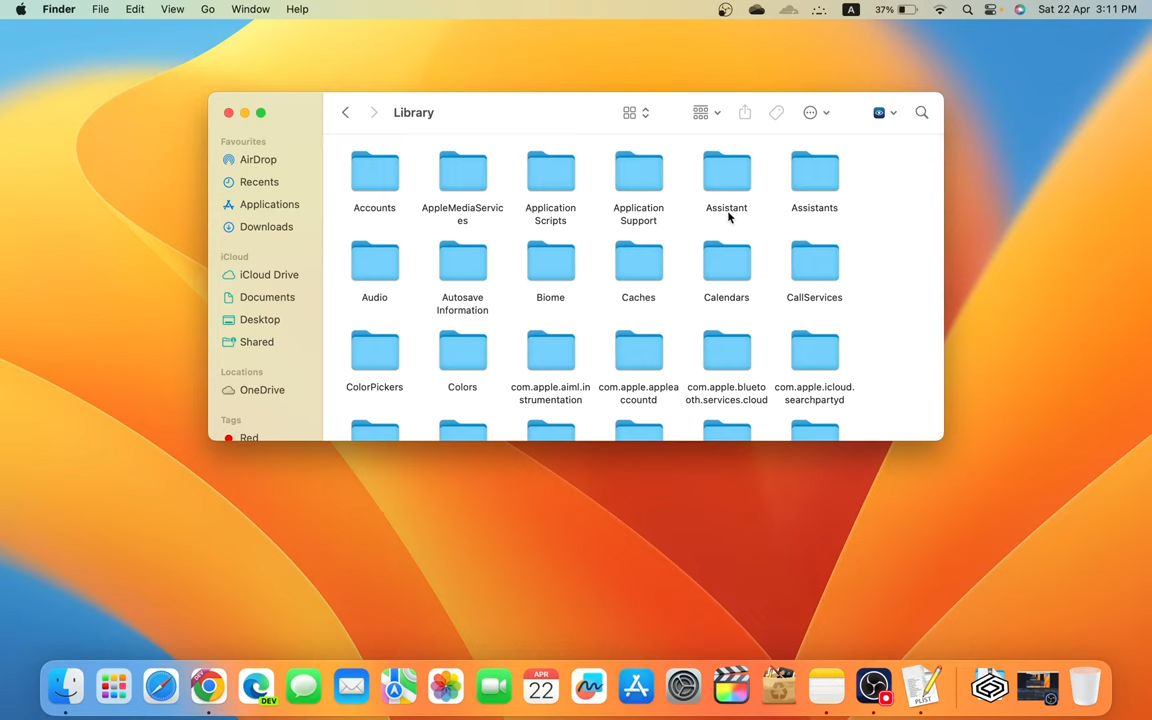 Finder File Edit View Go Window Help A 37% Sat 22 Apr 3:11 PM
Library
Favourites
AirDrop
Recents
Applications
Downloads
iCloud
iCloud Drive
Documents
Desktop
Shared
Locations
OneDrive
Tags
Red
Accounts AppleMediaServic Application Application Assistant Assistants
es Scripts Support
Audio Autosave Biome Caches Calendars CallServices
Information
ColorPickers Colors com.apple.aiml.in com.apple.applea com.apple.blueto com.apple.icloud.
strumentation ccountd oth.services.cloud searchpartyd
DEV
DEV
APR
22
PLIST